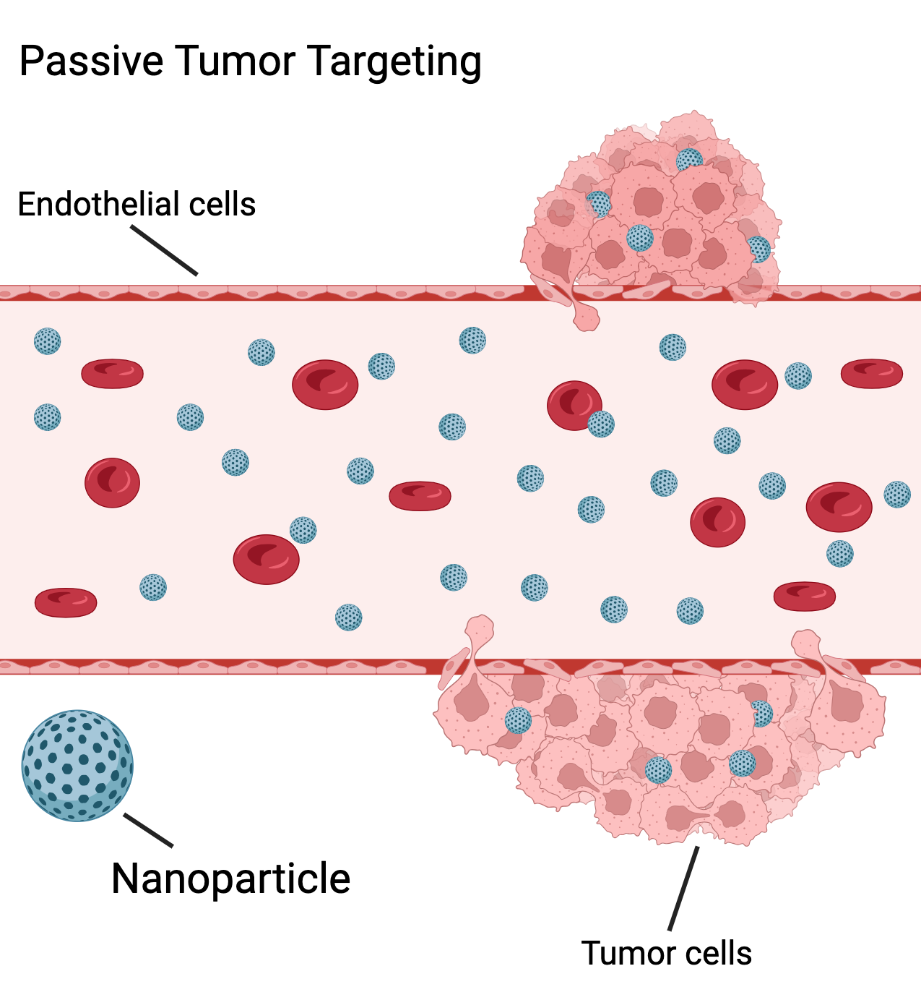 Passive Tumor Targeting
Endothelial cells
Nanoparticle
Tumor cells